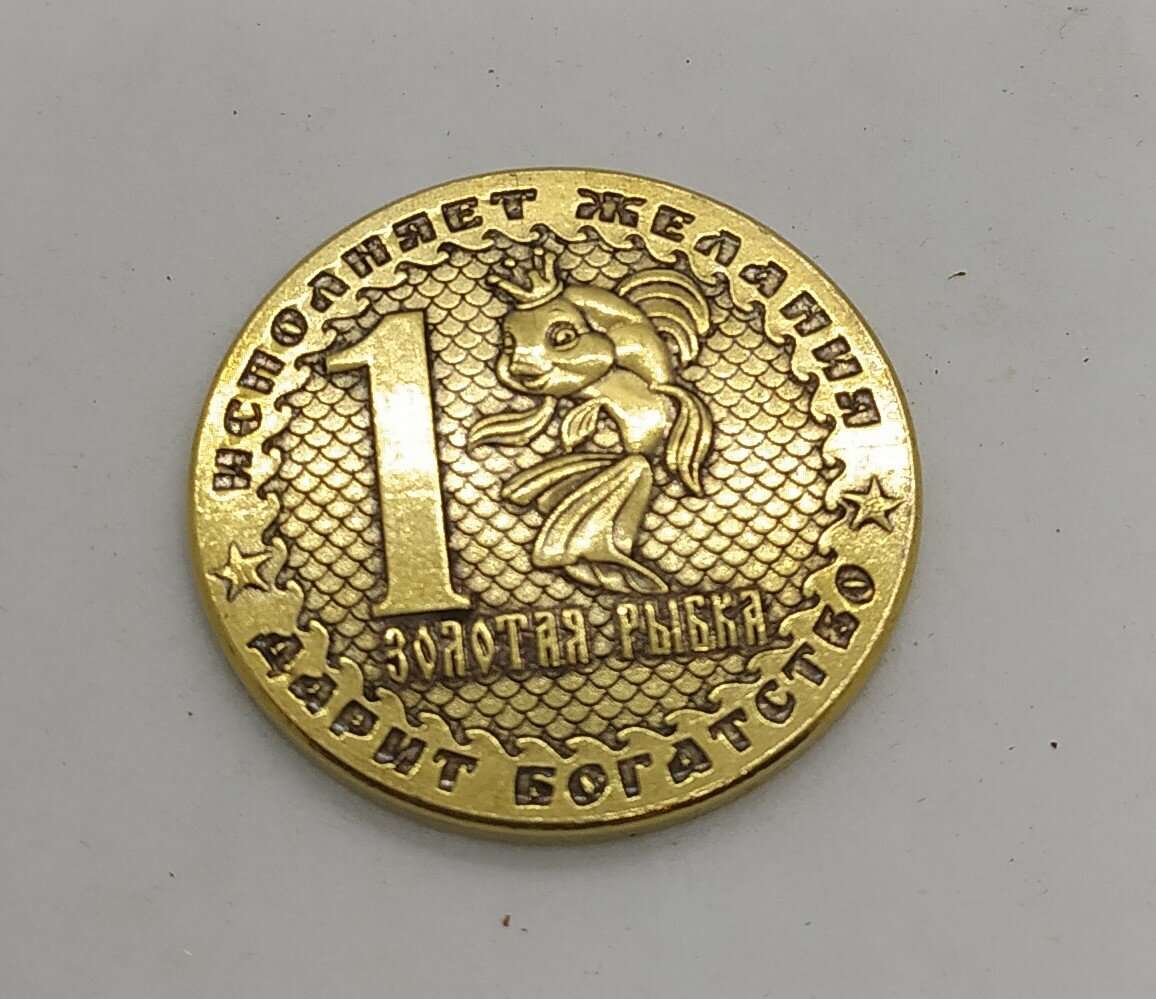 ИСПОЛНЯЕТ ЖЕЛАНИЯ
1
ЗОЛОТАЯ РЫБКА
ДАРИТ БОГАТСТВО